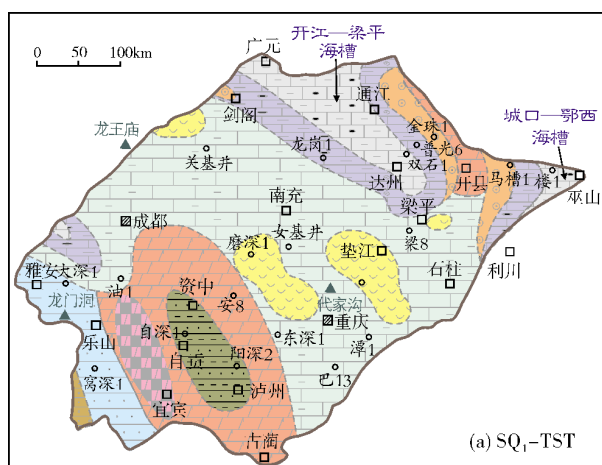 开江—梁平
海槽
0 50 100km
广元
通江
城口—鄂西
海槽
剑阁
金珠1
龙王庙
龙岗1
普光6
双石1
关基井
达州
开县
马槽1
楼1
巫山
南充
梁平
成都
女基井
磨深1
垫江
梁8
利川
雅安
大深1
石柱
油1
资中
安8
代家沟
龙门洞
重庆
乐山
自深1
自贡
东深1
潭1
阳深2
窝深1
巴13
宜宾
泸州
古蔺
(a) SQ₁-TST